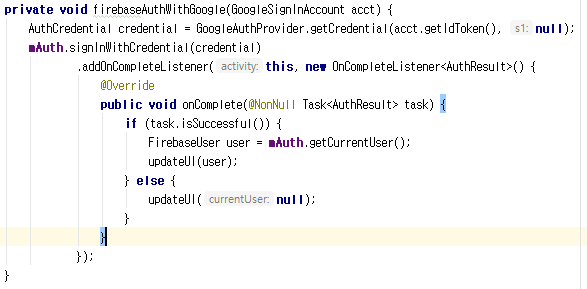 private void firebaseAuthWithGoogle(GoogleSignInAccount acct) {
AuthCredential credential = GoogleAuthProvider.getCredential(acct.getIdToken(), s1: null);
mAuth.signInWithCredential(credential)
.addOnCompleteListener( activity: this, new OnCompleteListener<AuthResult>() {
@Override
public void onComplete(@NonNull Task<AuthResult> task) {
if (task.isSuccessful()) {
FirebaseUser user = mAuth.getCurrentUser();
updateUI(user);
} else {
updateUI( currentUser: null);
}
}
});
}